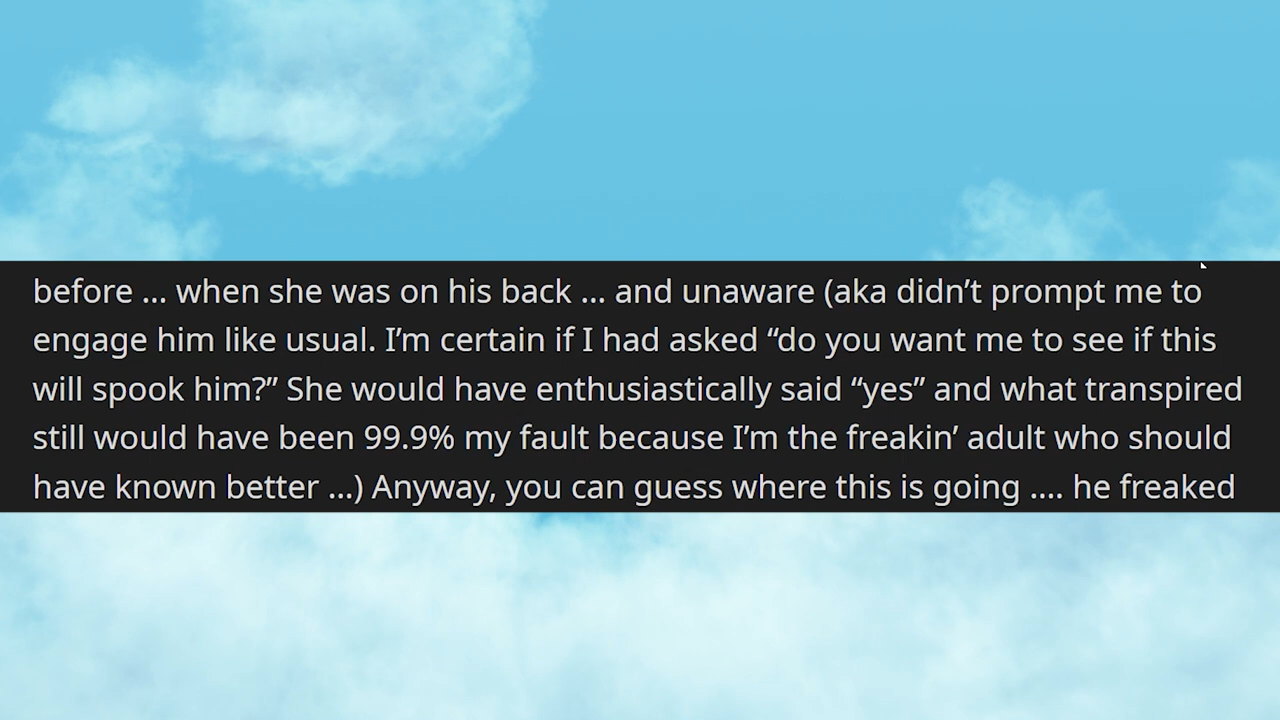 before ... when she was on his back ... and unaware (aka didn’t prompt me to
engage him like usual. I’m certain if I had asked “do you want me to see if this
will spook him?” She would have enthusiastically said “yes” and what transpired
still would have been 99.9% my fault because I’m the freakin’ adult who should
have known better ...) Anyway, you can guess where this is going .... he freaked